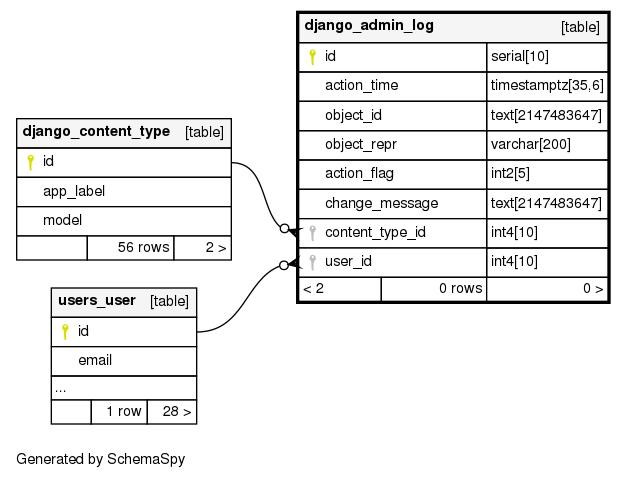 django_admin_log [table]
id serial[10]
action_time timestamptz[35,6]
object_id text[2147483647]
object_repr varchar[200]
action_flag int2[5]
change_message text[2147483647]
content_type_id int4[10]
user_id int4[10]
< 2 0 rows 0 >
django_content_type [table]
id
app_label
model
56 rows 2 >
users_user [table]
id
email
...
1 row 28 >
Generated by SchemaSpy